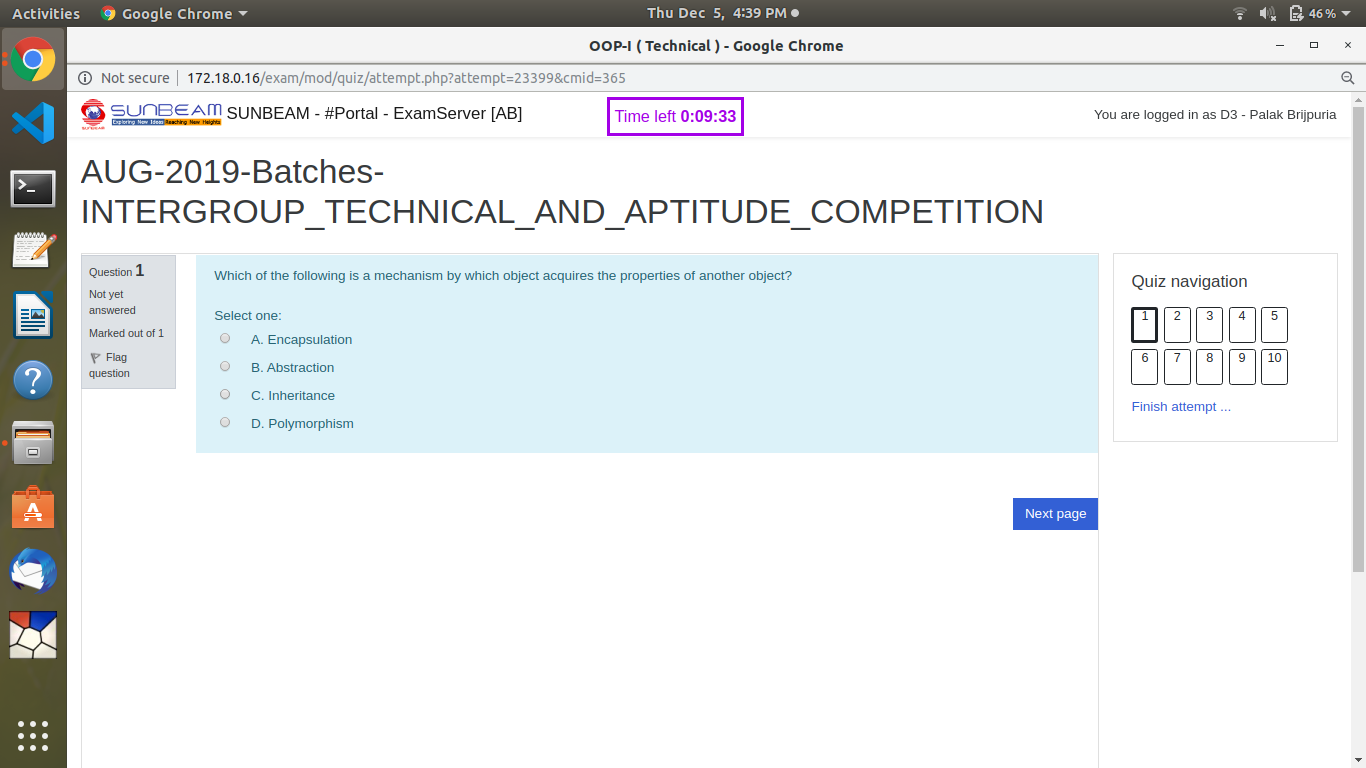 Activities Google Chrome Thu Dec 5, 4:39 PM 46 %
OOP-I ( Technical ) - Google Chrome
Not secure 172.18.0.16/exam/mod/quiz/attempt.php?attempt=23399&cmid=365
SUNBEAM SUNBEAM - #Portal - ExamServer [AB] Time left 0:09:33 You are logged in as D3 - Palak Brijpuria
Exploring New Ideas Reaching New Heights
SUNBEAM
AUG-2019-Batches-
INTERGROUP_TECHNICAL_AND_APTITUDE_COMPETITION
Question 1
Not yet
answered
Marked out of 1
Flag
question
Which of the following is a mechanism by which object acquires the properties of another object?
Select one:
A. Encapsulation
B. Abstraction
C. Inheritance
D. Polymorphism
Next page
Quiz navigation
1 2 3 4 5
6 7 8 9 10
Finish attempt ...